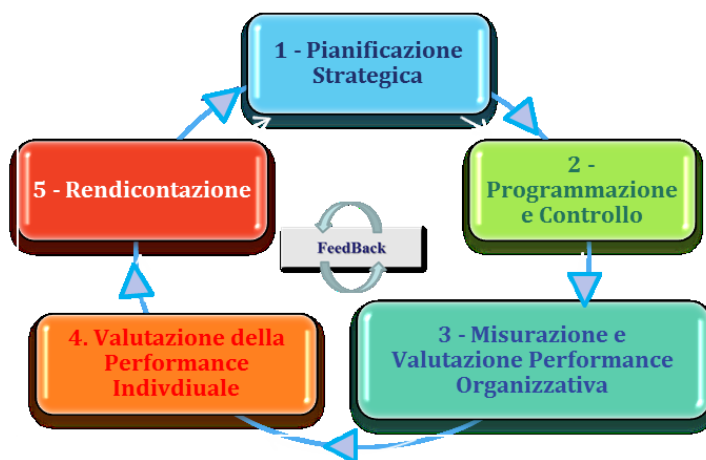 1 - Pianificazione
Strategica
2 -
Programmazione
e Controllo
3 - Misurazione e
Valutazione Performance
Organizzativa
4. Valutazione della
Performance
Indivdiuale
5 - Rendicontazione
FeedBack